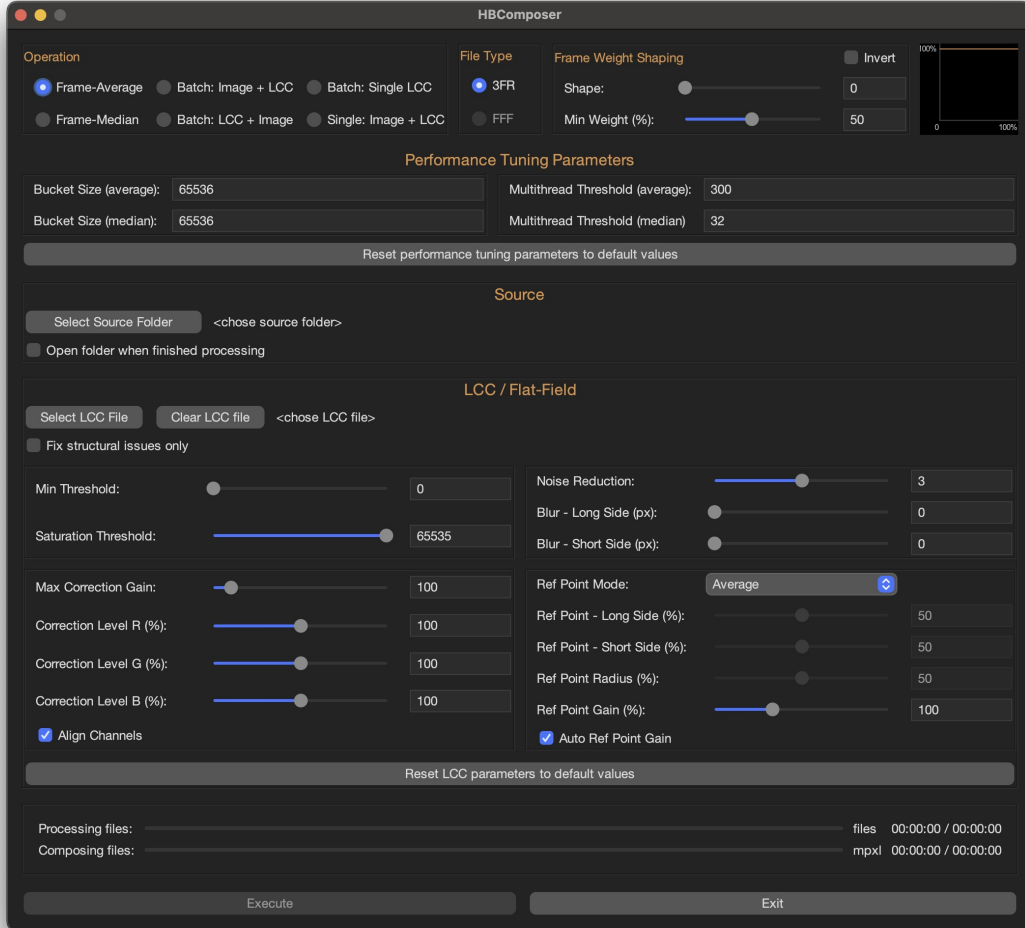 HBComposer
Operation
Frame-Average Batch: Image + LCC Batch: Single LCC
Frame-Median Batch: LCC + Image Single: Image + LCC
File Type
3FR
FFF
Frame Weight Shaping Invert
Shape: 0
Min Weight (%): 50
100%
0 100%
Performance Tuning Parameters
Bucket Size (average): 65536 Multithread Threshold (average): 300
Bucket Size (median): 65536 Multithread Threshold (median) 32
Reset performance tuning parameters to default values
Source
Select Source Folder <chose source folder>
Open folder when finished processing
LCC / Flat-Field
Select LCC File Clear LCC file <chose LCC file>
Fix structural issues only
Min Threshold: 0
Saturation Threshold: 65535
Noise Reduction: 3
Blur - Long Side (px): 0
Blur - Short Side (px): 0
Max Correction Gain: 100
Correction Level R (%): 100
Correction Level G (%): 100
Correction Level B (%): 100
Align Channels
Ref Point Mode: Average
Ref Point - Long Side (%): 50
Ref Point - Short Side (%): 50
Ref Point Radius (%): 50
Ref Point Gain (%): 100
Auto Ref Point Gain
Reset LCC parameters to default values
Processing files: files 00:00:00 / 00:00:00
Composing files: mpxl 00:00:00 / 00:00:00
Execute Exit